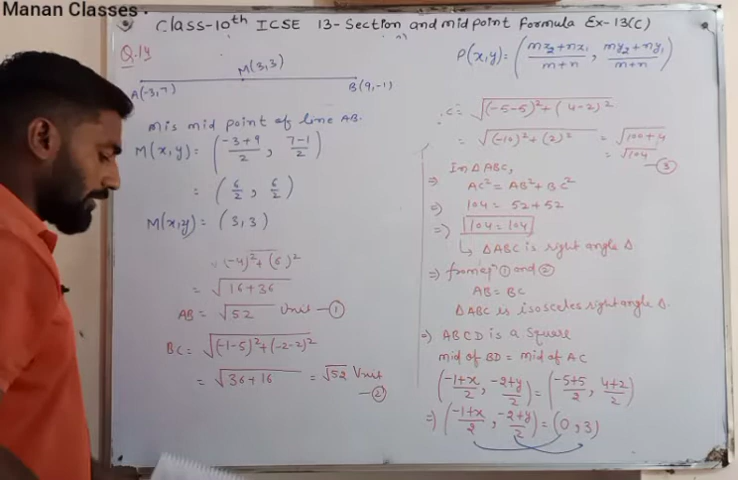 Manan Classes.
Class-10th ICSE 13-Section and midpoint Formula Ex-13(C)
Q.14
M(3,3)
A(-3,7) B(9,-1)
M is mid point of line AB.
M(x,y) = (-3+9/2, 7-1/2)
= (6/2, 6/2)
M(x,y) = (3,3)
(-4)²+(6)²
= √16+36
AB = √52 Unit -①
BC = √(-1-5)²+(-2-2)²
= √36+16 = √52 Unit
-②
P(x,y) = (mx₂+nx₁/m+n, my₂+ny₁/m+n)
C = √(-5-5)²+(4-2)²
= √(-10)²+(2)² = √100+4
= √104 -③
In ΔABC,
⇒ AC² = AB²+BC²
⇒ 104 = 52+52
⇒ 104 = 104
↳ ΔABC is right angle Δ
⇒ from eqⁿ ① and ②
AB = BC
ΔABC is isosceles right angle Δ.
⇒ ABCD is a Square
mid of BD = mid of AC
(-1+x/2, -2+y/2) = (-5+5/2, 4+2/2)
⇒ (-1+x/2, -2+y/2) = (0,3)